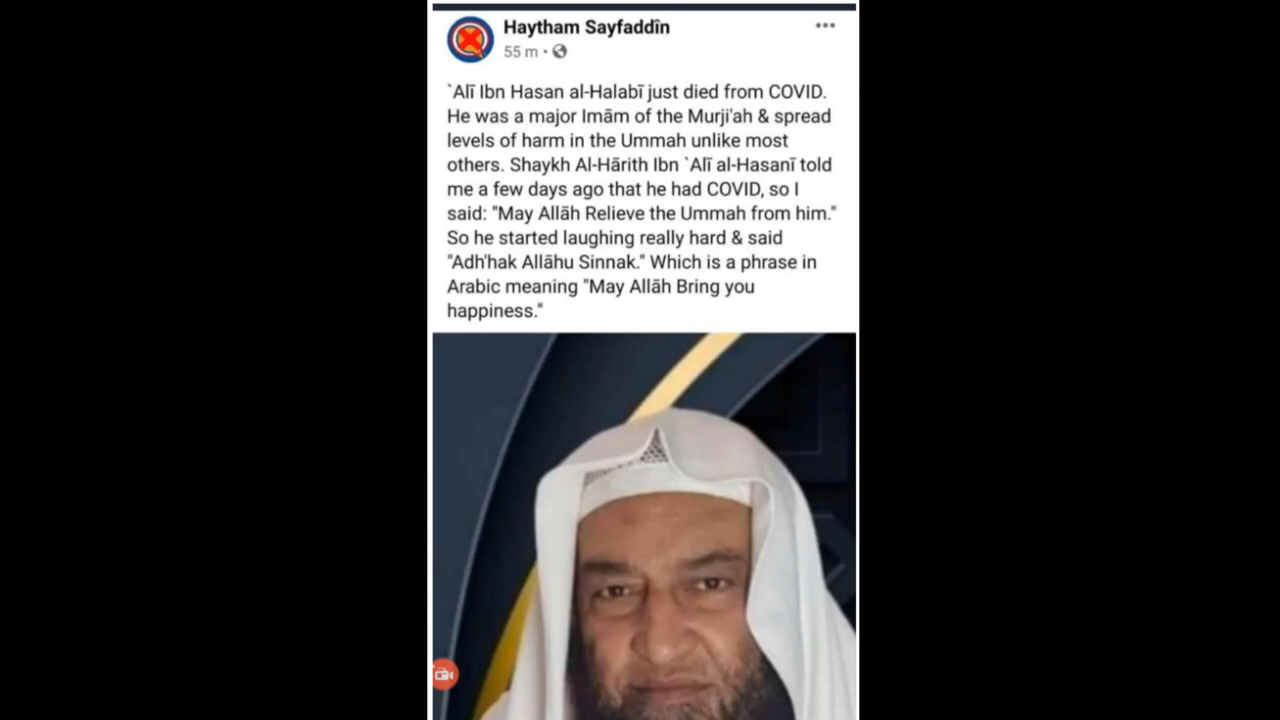 Haytham Sayfaddîn
55 m ·
`Alī Ibn Hasan al-Halabī just died from COVID.
He was a major Imām of the Murji'ah & spread
levels of harm in the Ummah unlike most
others. Shaykh Al-Hārith Ibn `Alī al-Hasanī told
me a few days ago that he had COVID, so I
said: "May Allāh Relieve the Ummah from him."
So he started laughing really hard & said
"Adh'hak Allāhu Sinnak." Which is a phrase in
Arabic meaning "May Allāh Bring you
happiness."